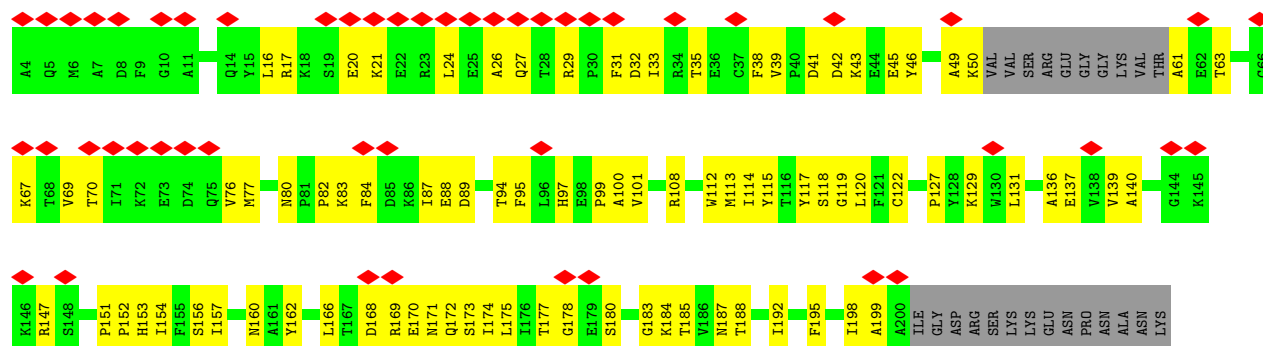 A4 Q5 M6 A7 D8 F9 G10 A11 Q14 Y15 L16 R17 K18 S19 E20 K21 E22 R23 L24 E25 A26 Q27 T28 R29 P30 F31 D32 I33 R34 T35 E36 C37 F38 V39 P40 D41 D42 K43 E44 E45 Y46 A49 K50 VAL VAL SER ARG GLU GLY GLY LYS VAL THR A61 E62 T63 G66
K67 T68 V69 T70 I71 K72 E73 D74 Q75 V76 M77 N80 P81 P82 K83 F84 D85 K86 I87 E88 D89 T94 F95 L96 H97 E98 P99 A100 V101 R108 W112 M113 I114 Y115 T116 Y117 S118 G119 L120 F121 C122 P127 Y128 K129 W130 L131 A136 E137 V138 V139 A140 G144 K145
K146 R147 S148 P151 P152 H153 I154 F155 S156 I157 N160 A161 Y162 L166 T167 D168 R169 E170 N171 Q172 S173 I174 L175 I176 T177 G178 E179 S180 G183 K184 T185 V186 N187 T188 I192 F195 I198 A199 A200 ILE GLY ASP ARG SER LYS LYS GLU ASN PRO ASN ALA ASN LYS